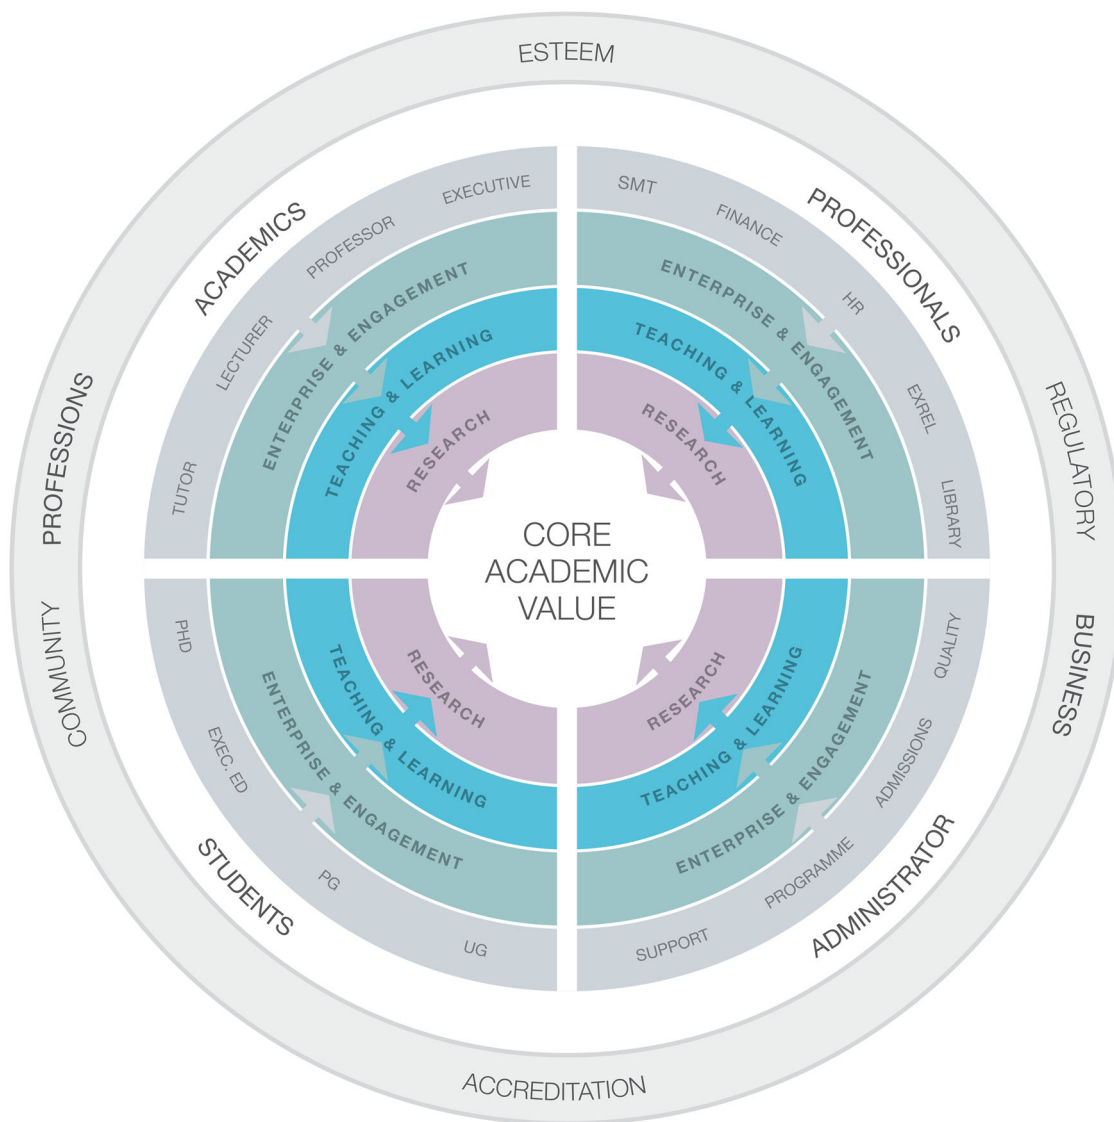 ESTEEM
REGULATORY
BUSINESS
ACCREDITATION
COMMUNITY
PROFESSIONS
ACADEMICS
TUTOR
LECTURER
PROFESSOR
EXECUTIVE
ENTERPRISE & ENGAGEMENT
TEACHING & LEARNING
RESEARCH
PROFESSIONALS
SMT
FINANCE
HR
EXREL
LIBRARY
ENTERPRISE & ENGAGEMENT
TEACHING & LEARNING
RESEARCH
CORE
ACADEMIC
VALUE
STUDENTS
PHD
EXEC. ED
PG
UG
ENTERPRISE & ENGAGEMENT
TEACHING & LEARNING
RESEARCH
ADMINISTRATOR
QUALITY
ADMISSIONS
PROGRAMME
SUPPORT
ENTERPRISE & ENGAGEMENT
TEACHING & LEARNING
RESEARCH